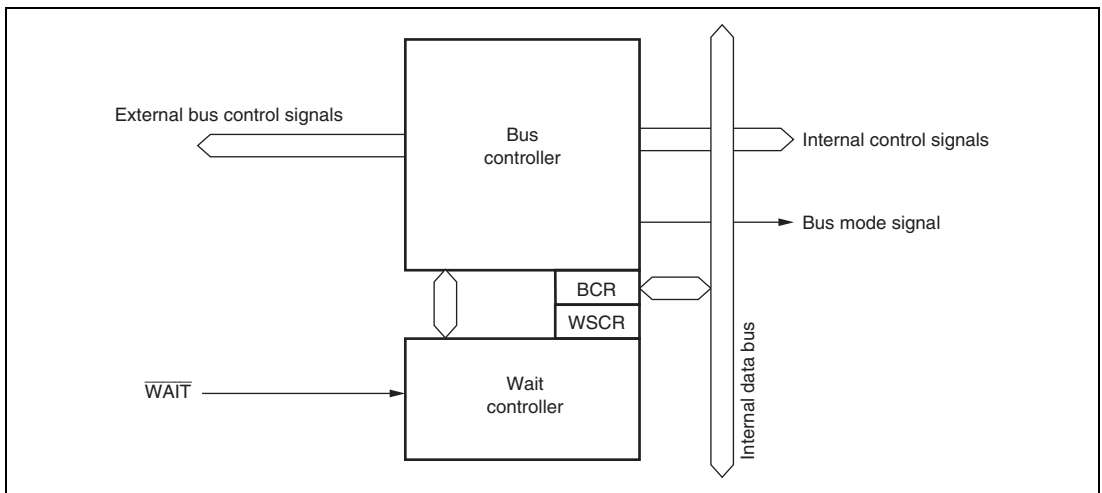 External bus control signals
Bus
controller
Internal control signals
Bus mode signal
BCR
WSCR
Internal data bus
WAIT
Wait
controller